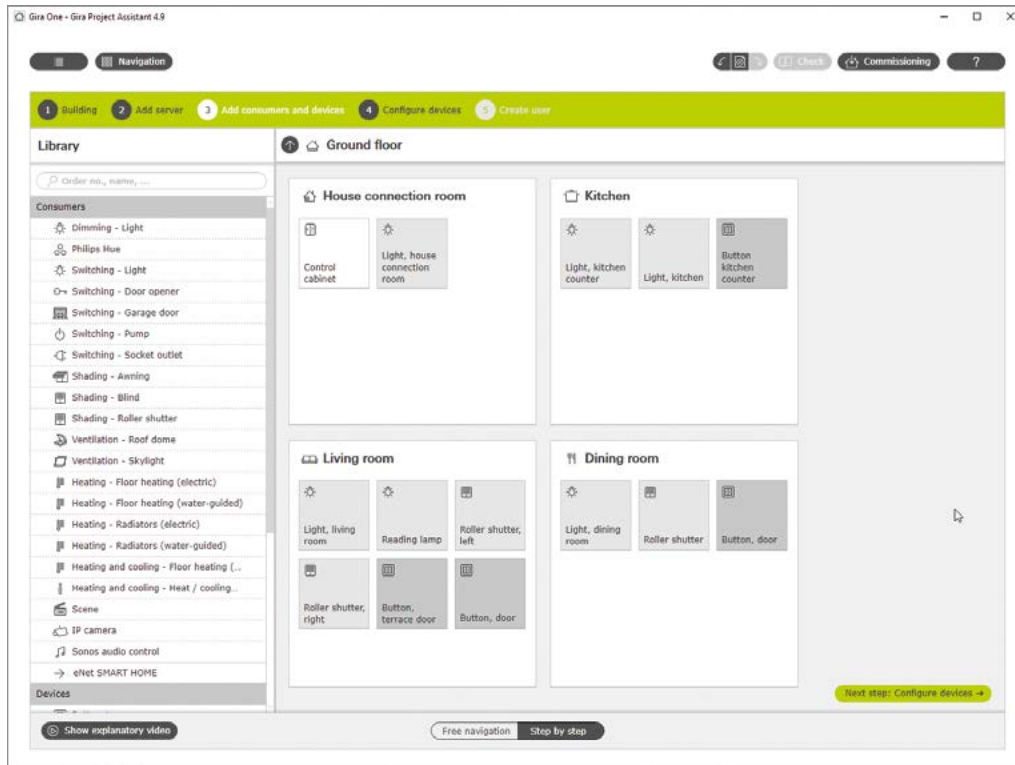 Gira One - Gira Project Assistant 4.9
Navigation
Check
Commissioning
?
1 Building
2 Add server
3 Add consumers and devices
4 Configure devices
5 Create user
Library
Ground floor
Order no., name, ...
Consumers
Dimming - Light
Philips Hue
Switching - Light
Switching - Door opener
Switching - Garage door
Switching - Pump
Switching - Socket outlet
Shading - Awning
Shading - Blind
Shading - Roller shutter
Ventilation - Roof dome
Ventilation - Skylight
Heating - Floor heating (electric)
Heating - Floor heating (water-guided)
Heating - Radiators (electric)
Heating - Radiators (water-guided)
Heating and cooling - Floor heating (...
Heating and cooling - Heat / cooling...
Scene
IP camera
Sonos audio control
eNet SMART HOME
Devices
House connection room
Control
cabinet
Light, house
connection
room
Kitchen
Light, kitchen
counter
Light, kitchen
Button
kitchen
counter
Living room
Light, living
room
Reading lamp
Roller shutter,
left
Roller shutter,
right
Button,
terrace door
Button, door
Dining room
Light, dining
room
Roller shutter
Button, door
Next step: Configure devices
Show explanatory video
Free navigation
Step by step